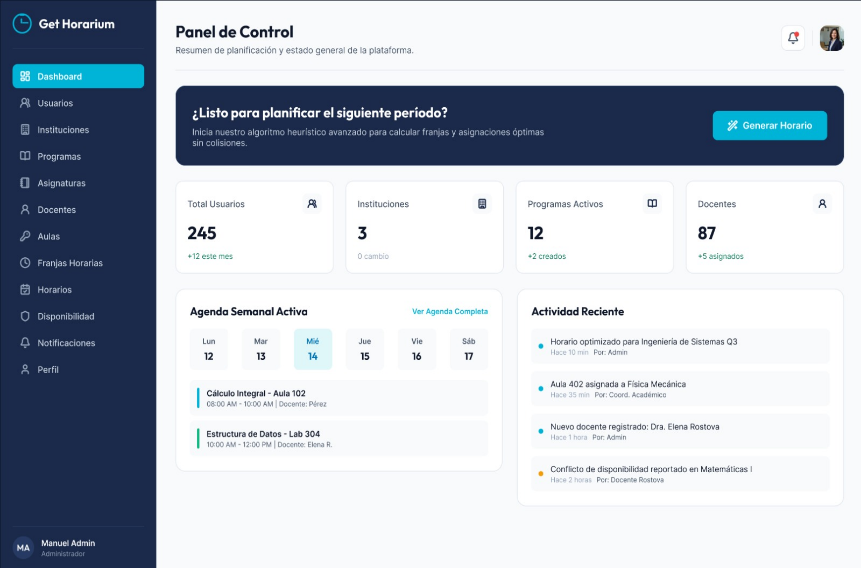 Get Horarium
Dashboard
Usuarios
Instituciones
Programas
Asignaturas
Docentes
Aulas
Franjas Horarias
Horarios
Disponibilidad
Notificaciones
Perfil
MA
Manuel Admin
Administrador
Panel de Control
Resumen de planificación y estado general de la plataforma.
¿Listo para planificar el siguiente período?
Inicia nuestro algoritmo heurístico avanzado para calcular franjas y asignaciones óptimas
sin colisiones.
Generar Horario
Total Usuarios
245
+12 este mes
Instituciones
3
0 cambio
Programas Activos
12
+2 creados
Docentes
87
+5 asignados
Agenda Semanal Activa
Ver Agenda Completa
Lun Mar Mié Jue Vie Sáb
12 13 14 15 16 17
Cálculo Integral - Aula 102
08:00 AM - 10:00 AM | Docente: Pérez
Estructura de Datos - Lab 304
10:00 AM - 12:00 PM | Docente: Elena R.
Actividad Reciente
Horario optimizado para Ingeniería de Sistemas Q3
Hace 10 min Por: Admin
Aula 402 asignada a Física Mecánica
Hace 35 min Por: Coord. Académico
Nuevo docente registrado: Dra. Elena Rostova
Hace 1 hora Por: Admin
Conflicto de disponibilidad reportado en Matemáticas I
Hace 2 horas Por: Docente Rostova